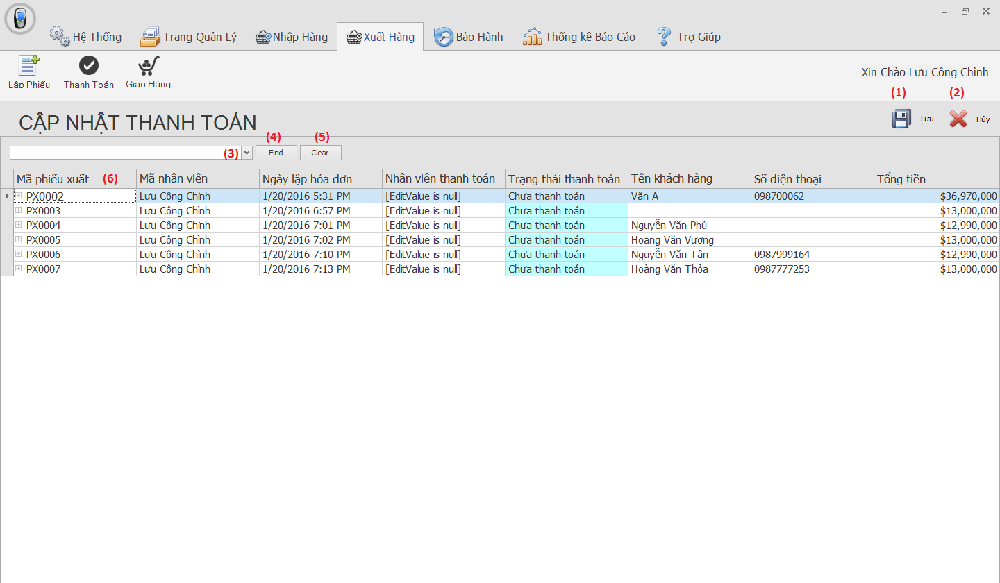 Hệ Thống Trang Quản Lý Nhập Hàng Xuất Hàng Bảo Hành Thống kê Báo Cáo Trợ Giúp
Lập Phiếu Thanh Toán Giao Hàng
Xin Chào Lưu Công Chình
(1) (2)
CẬP NHẬT THANH TOÁN
Lưu Hủy
(4) (5)
(3) Find Clear
Mã phiếu xuất (6) Mã nhân viên Ngày lập hóa đơn Nhân viên thanh toán Trạng thái thanh toán Tên khách hàng Số điện thoại Tổng tiền
PX0002 Lưu Công Chình 1/20/2016 5:31 PM [EditValue is null] Chưa thanh toán Văn A 098700062 $36,970,000
PX0003 Lưu Công Chình 1/20/2016 6:57 PM [EditValue is null] Chưa thanh toán $13,000,000
PX0004 Lưu Công Chình 1/20/2016 7:01 PM [EditValue is null] Chưa thanh toán Nguyễn Văn Phú $12,990,000
PX0005 Lưu Công Chình 1/20/2016 7:02 PM [EditValue is null] Chưa thanh toán Hoang Văn Vương $13,000,000
PX0006 Lưu Công Chình 1/20/2016 7:10 PM [EditValue is null] Chưa thanh toán Nguyễn Văn Tân 0987999164 $12,990,000
PX0007 Lưu Công Chình 1/20/2016 7:13 PM [EditValue is null] Chưa thanh toán Hoàng Văn Thỏa 0987777253 $13,000,000